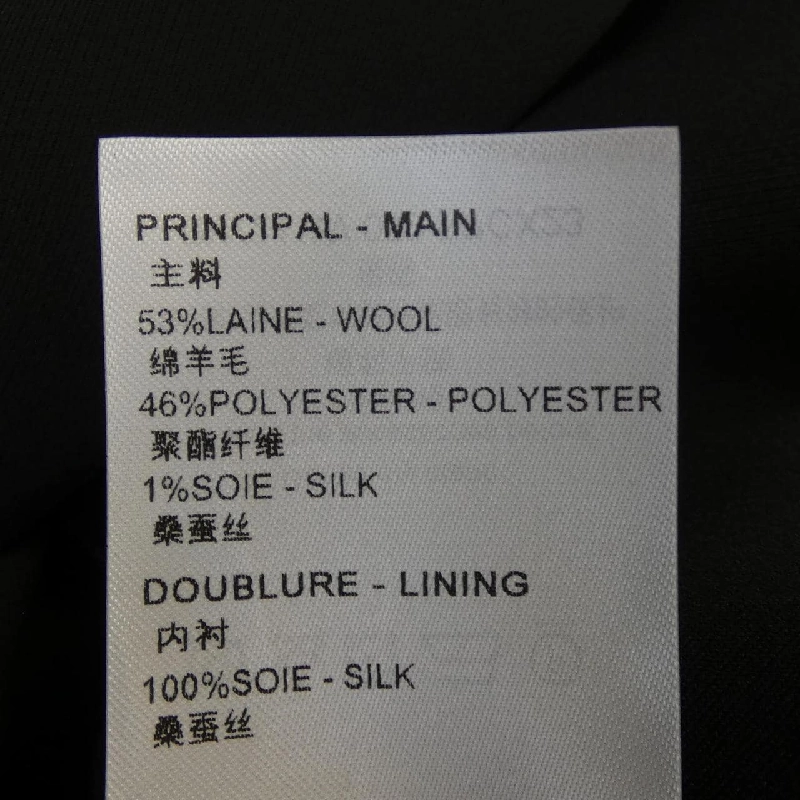 PRINCIPAL - MAIN
主料
53%LAINE - WOOL
绵羊毛
46%POLYESTER - POLYESTER
聚酯纤维
1%SOIE - SILK
桑蚕丝
DOUBLURE - LINING
内衬
100%SOIE - SILK
桑蚕丝